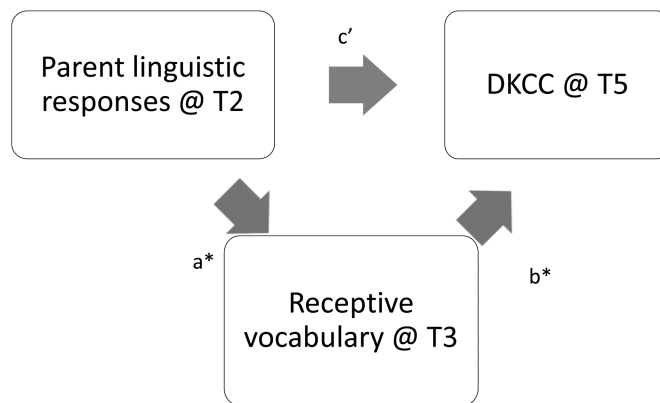 c’
Parent linguistic
responses @ T2
DKCC @ T5
a*
b*
Receptive
vocabulary @ T3